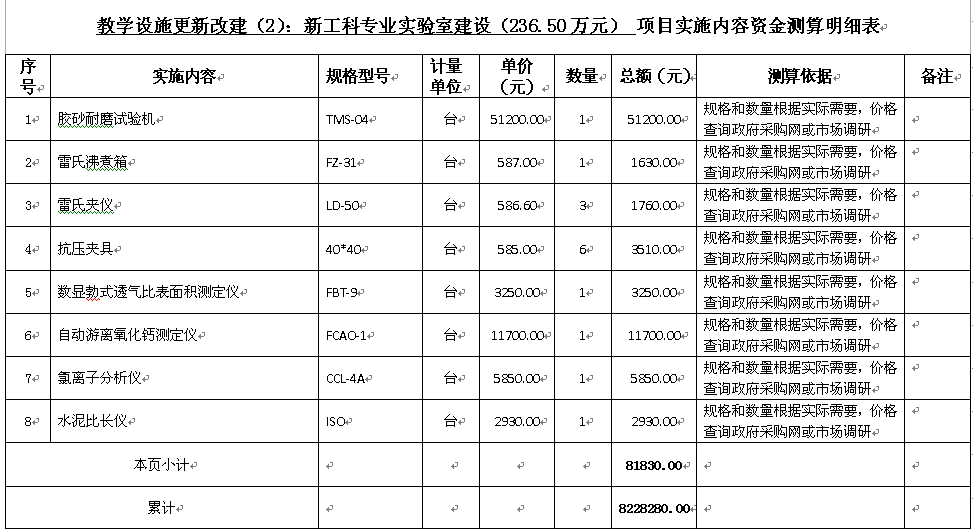 教学设施更新改建（2）：新工科专业实验室建设（236.50万元） 项目实施内容资金测算明细表
序号 实施内容 规格型号 计量单位 单价（元） 数量 总额（元） 测算依据 备注
1 胶砂耐磨试验机 TMS-04 台 51200.00 1 51200.00 规格和数量根据实际需要，价格查询政府采购网或市场调研
2 雷氏沸煮箱 FZ-31 台 587.00 1 1630.00 规格和数量根据实际需要，价格查询政府采购网或市场调研
3 雷氏夹仪 LD-50 台 586.60 3 1760.00 规格和数量根据实际需要，价格查询政府采购网或市场调研
4 抗压夹具 40*40 台 585.00 6 3510.00 规格和数量根据实际需要，价格查询政府采购网或市场调研
5 数显勃式透气比表面积测定仪 FBT-9 台 3250.00 1 3250.00 规格和数量根据实际需要，价格查询政府采购网或市场调研
6 自动游离氧化钙测定仪 FCAO-1 台 11700.00 1 11700.00 规格和数量根据实际需要，价格查询政府采购网或市场调研
7 氯离子分析仪 CCL-4A 台 5850.00 1 5850.00 规格和数量根据实际需要，价格查询政府采购网或市场调研
8 水泥比长仪 ISO 台 2930.00 1 2930.00 规格和数量根据实际需要，价格查询政府采购网或市场调研
本页小计 81830.00
累计 8228280.00